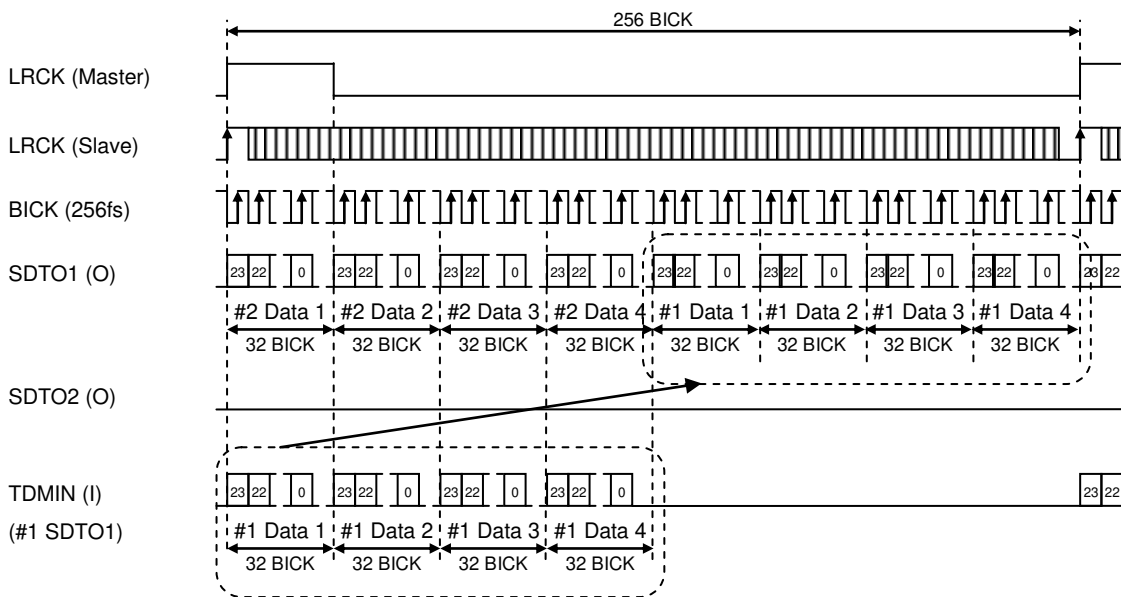 256 BICK
LRCK (Master)
LRCK (Slave)
BICK (256fs)
SDTO1 (O)
23 22 0 23 22 0 23 22 0 23 22 0 23 22 0 23 22 0 23 22 0 23 22 0 23 22
#2 Data 1 #2 Data 2 #2 Data 3 #2 Data 4 #1 Data 1 #1 Data 2 #1 Data 3 #1 Data 4
32 BICK 32 BICK 32 BICK 32 BICK 32 BICK 32 BICK 32 BICK 32 BICK
SDTO2 (O)
TDMIN (I)
23 22 0 23 22 0 23 22 0 23 22 0 23 22
(#1 SDTO1)
#1 Data 1 #1 Data 2 #1 Data 3 #1 Data 4
32 BICK 32 BICK 32 BICK 32 BICK